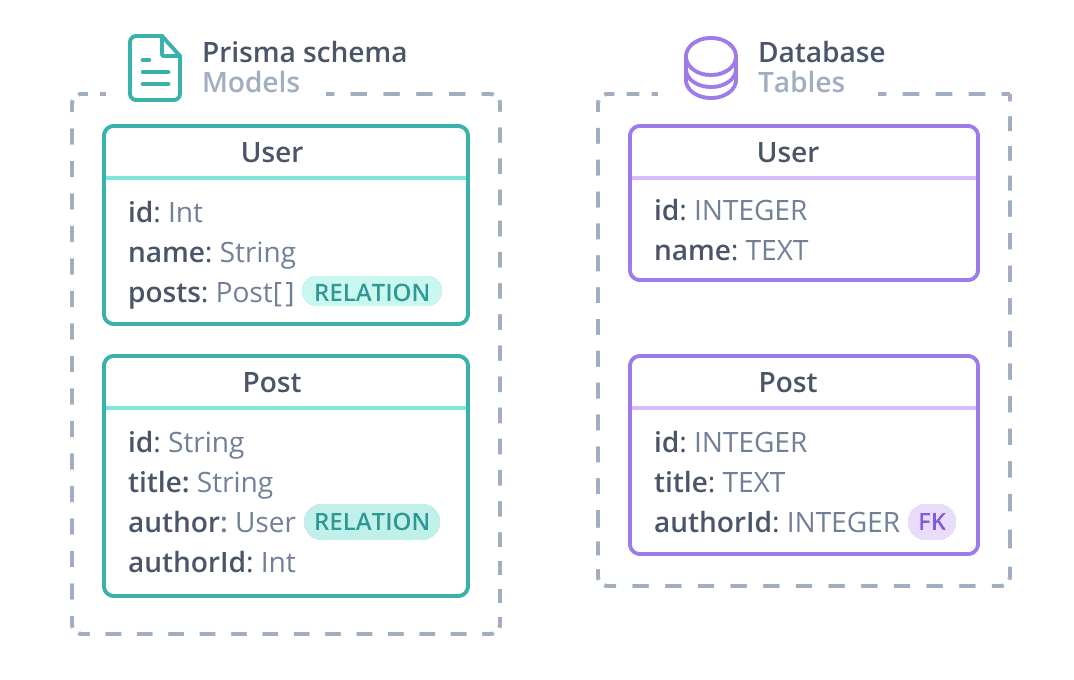 Prisma schema
Models
User
id: Int
name: String
posts: Post[] RELATION
Post
id: String
title: String
author: User RELATION
authorId: Int
Database
Tables
User
id: INTEGER
name: TEXT
Post
id: INTEGER
title: TEXT
authorId: INTEGER FK